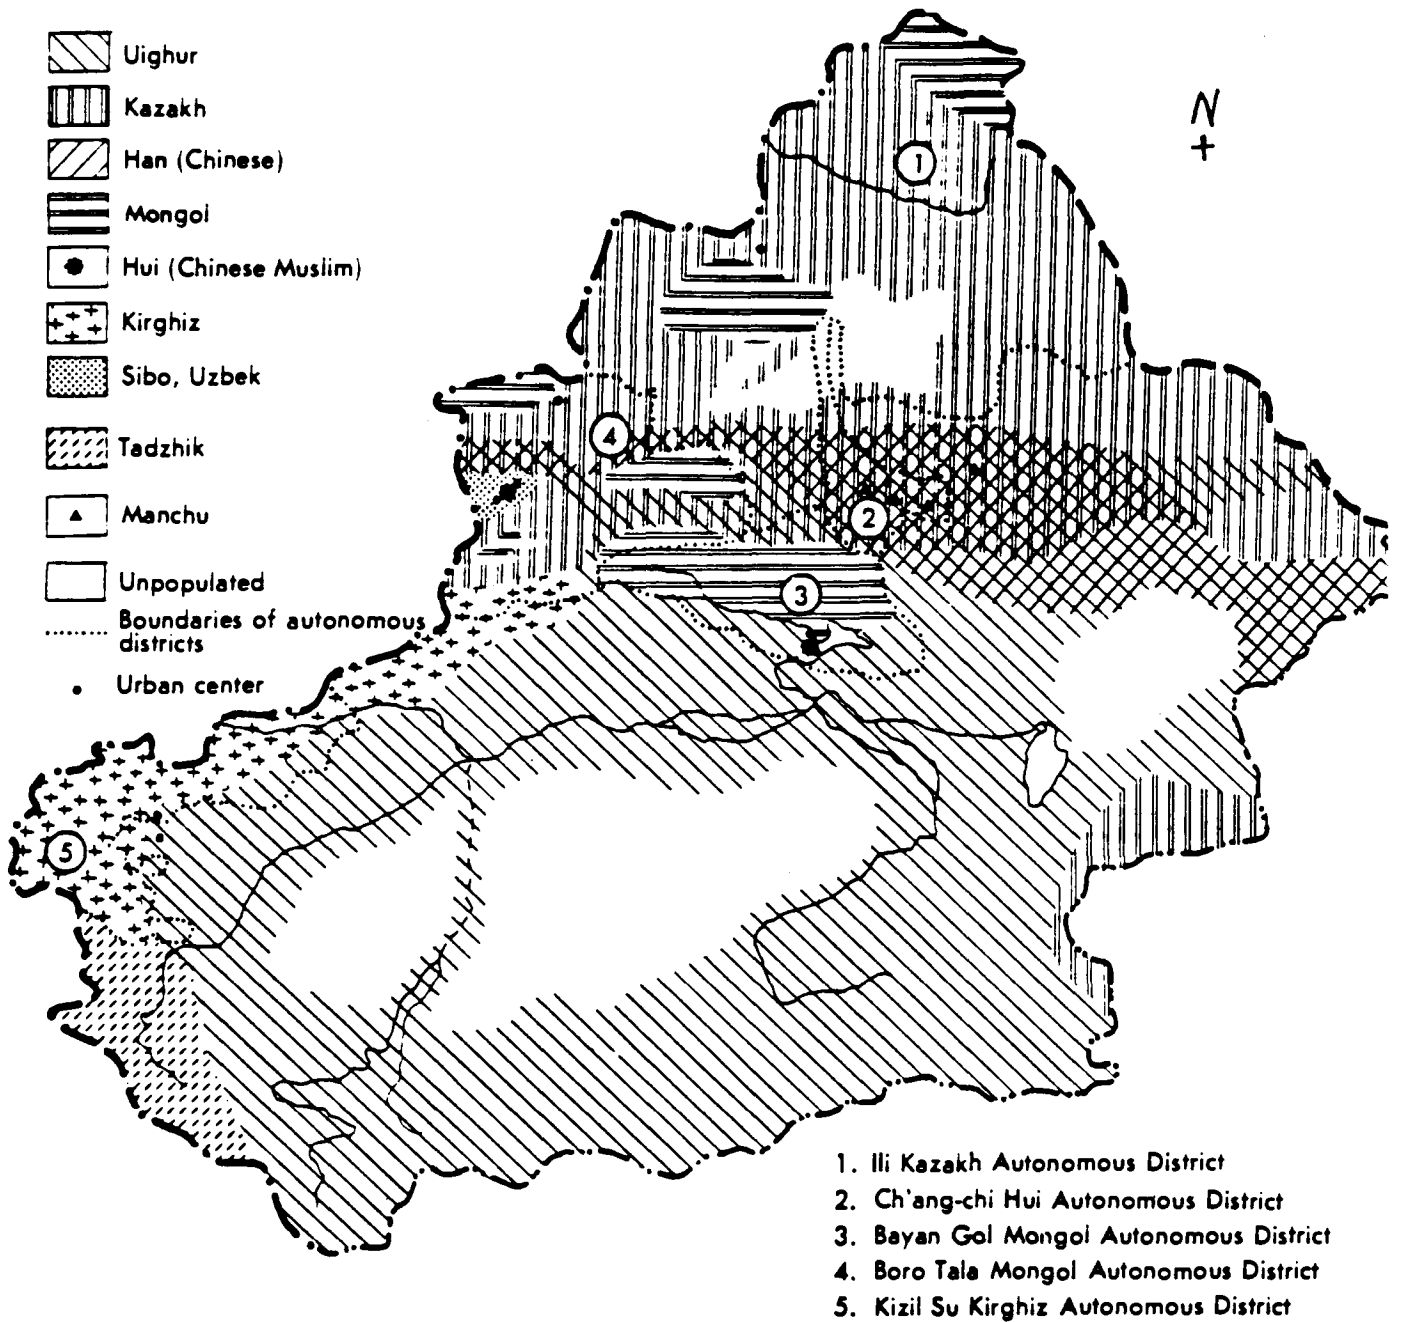 Uighur
Kazakh
Han (Chinese)
Mongol
Hui (Chinese Muslim)
Kirghiz
Sibo, Uzbek
Tadzhik
Manchu
Unpopulated
Boundaries of autonomous
districts
Urban center
N
1
4
2
3
5
1. Ili Kazakh Autonomous District
2. Ch'ang-chi Hui Autonomous District
3. Bayan Gol Mongol Autonomous District
4. Boro Tala Mongol Autonomous District
5. Kizil Su Kirghiz Autonomous District